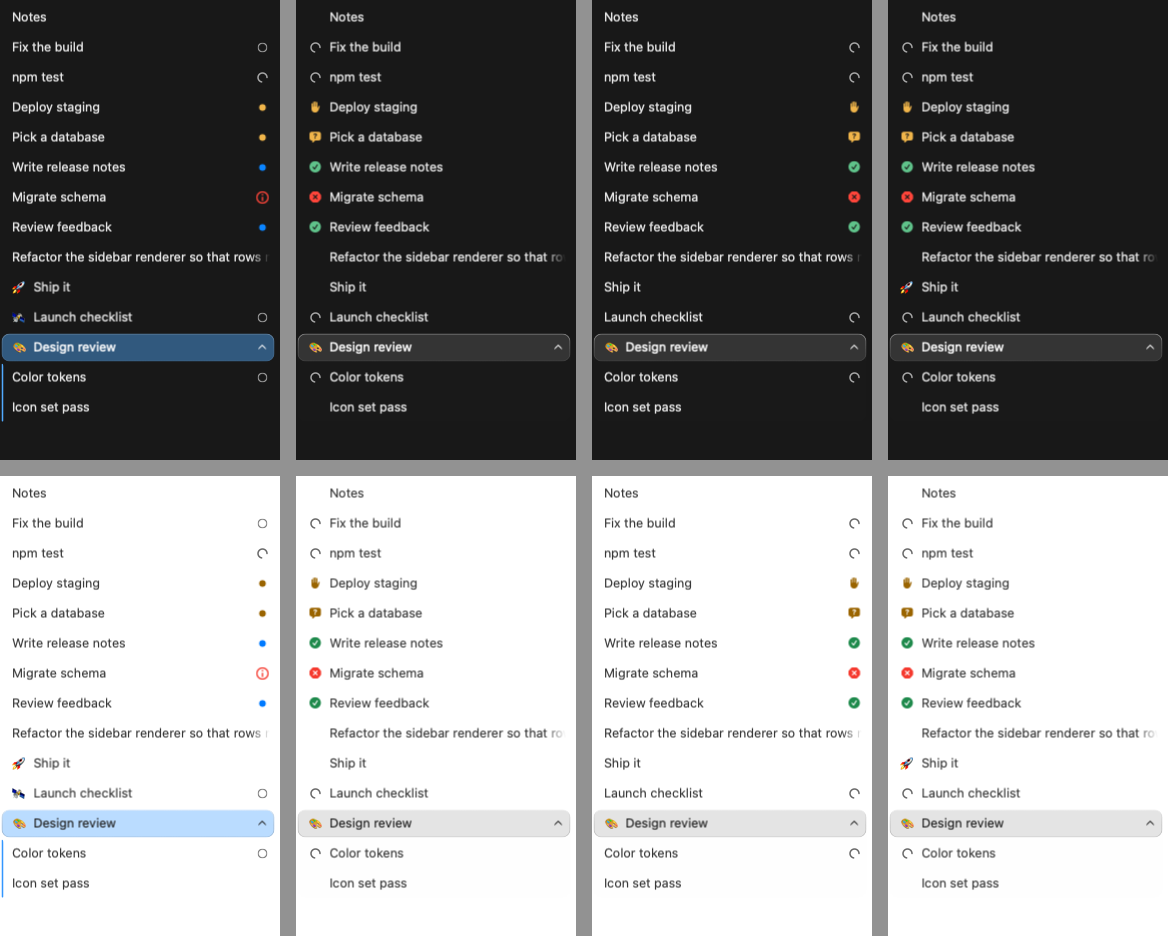 Notes
Fix the build
npm test
Deploy staging
Pick a database
Write release notes
Migrate schema
Review feedback
Refactor the sidebar renderer so that rows
🚀 Ship it
🛰️ Launch checklist
🎨 Design review
Color tokens
Icon set pass
Notes
Fix the build
npm test
Deploy staging
Pick a database
Write release notes
Migrate schema
Review feedback
Refactor the sidebar renderer so that
Ship it
Launch checklist
🎨 Design review
Color tokens
Icon set pass
Notes
Fix the build
npm test
Deploy staging
Pick a database
Write release notes
Migrate schema
Review feedback
Refactor the sidebar renderer so that rows
Ship it
Launch checklist
🎨 Design review
Color tokens
Icon set pass
Notes
Fix the build
npm test
Deploy staging
Pick a database
Write release notes
Migrate schema
Review feedback
Refactor the sidebar renderer so that
🚀 Ship it
Launch checklist
🎨 Design review
Color tokens
Icon set pass
Notes
Fix the build
npm test
Deploy staging
Pick a database
Write release notes
Migrate schema
Review feedback
Refactor the sidebar renderer so that rows
🚀 Ship it
🛰️ Launch checklist
🎨 Design review
Color tokens
Icon set pass
Notes
Fix the build
npm test
Deploy staging
Pick a database
Write release notes
Migrate schema
Review feedback
Refactor the sidebar renderer so that
Ship it
Launch checklist
🎨 Design review
Color tokens
Icon set pass
Notes
Fix the build
npm test
Deploy staging
Pick a database
Write release notes
Migrate schema
Review feedback
Refactor the sidebar renderer so that rows
Ship it
Launch checklist
🎨 Design review
Color tokens
Icon set pass
Notes
Fix the build
npm test
Deploy staging
Pick a database
Write release notes
Migrate schema
Review feedback
Refactor the sidebar renderer so that
🚀 Ship it
Launch checklist
🎨 Design review
Color tokens
Icon set pass